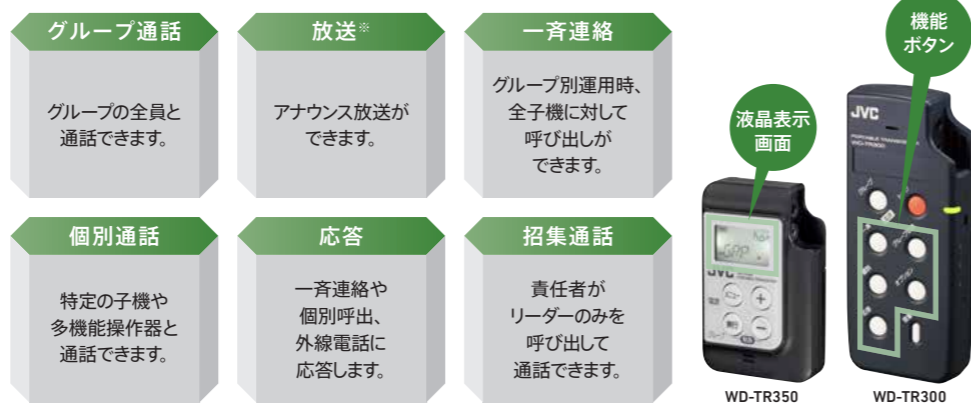 グループ通話
グループの全員と
通話できます。
放送※
アナウンス放送が
できます。
一斉連絡
グループ別運用時、
全子機に対して
呼び出しが
できます。
個別通話
特定の子機や
多機能操作器と
通話できます。
応答
一斉連絡や
個別呼出、
外線電話に
応答します。
招集通話
責任者が
リーダーのみを
呼び出して
通話できます。
液晶表示
画面
JVC
WD-TR350
機能
ボタン
JVC
WD-TR300